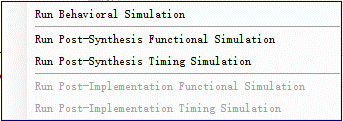 Run Behavioral Simulation
Run Post-Synthesis Functional Simulation
Run Post-Synthesis Timing Simulation
Run Post-Implementation Functional Simulation
Run Post-Implementation Timing Simulation